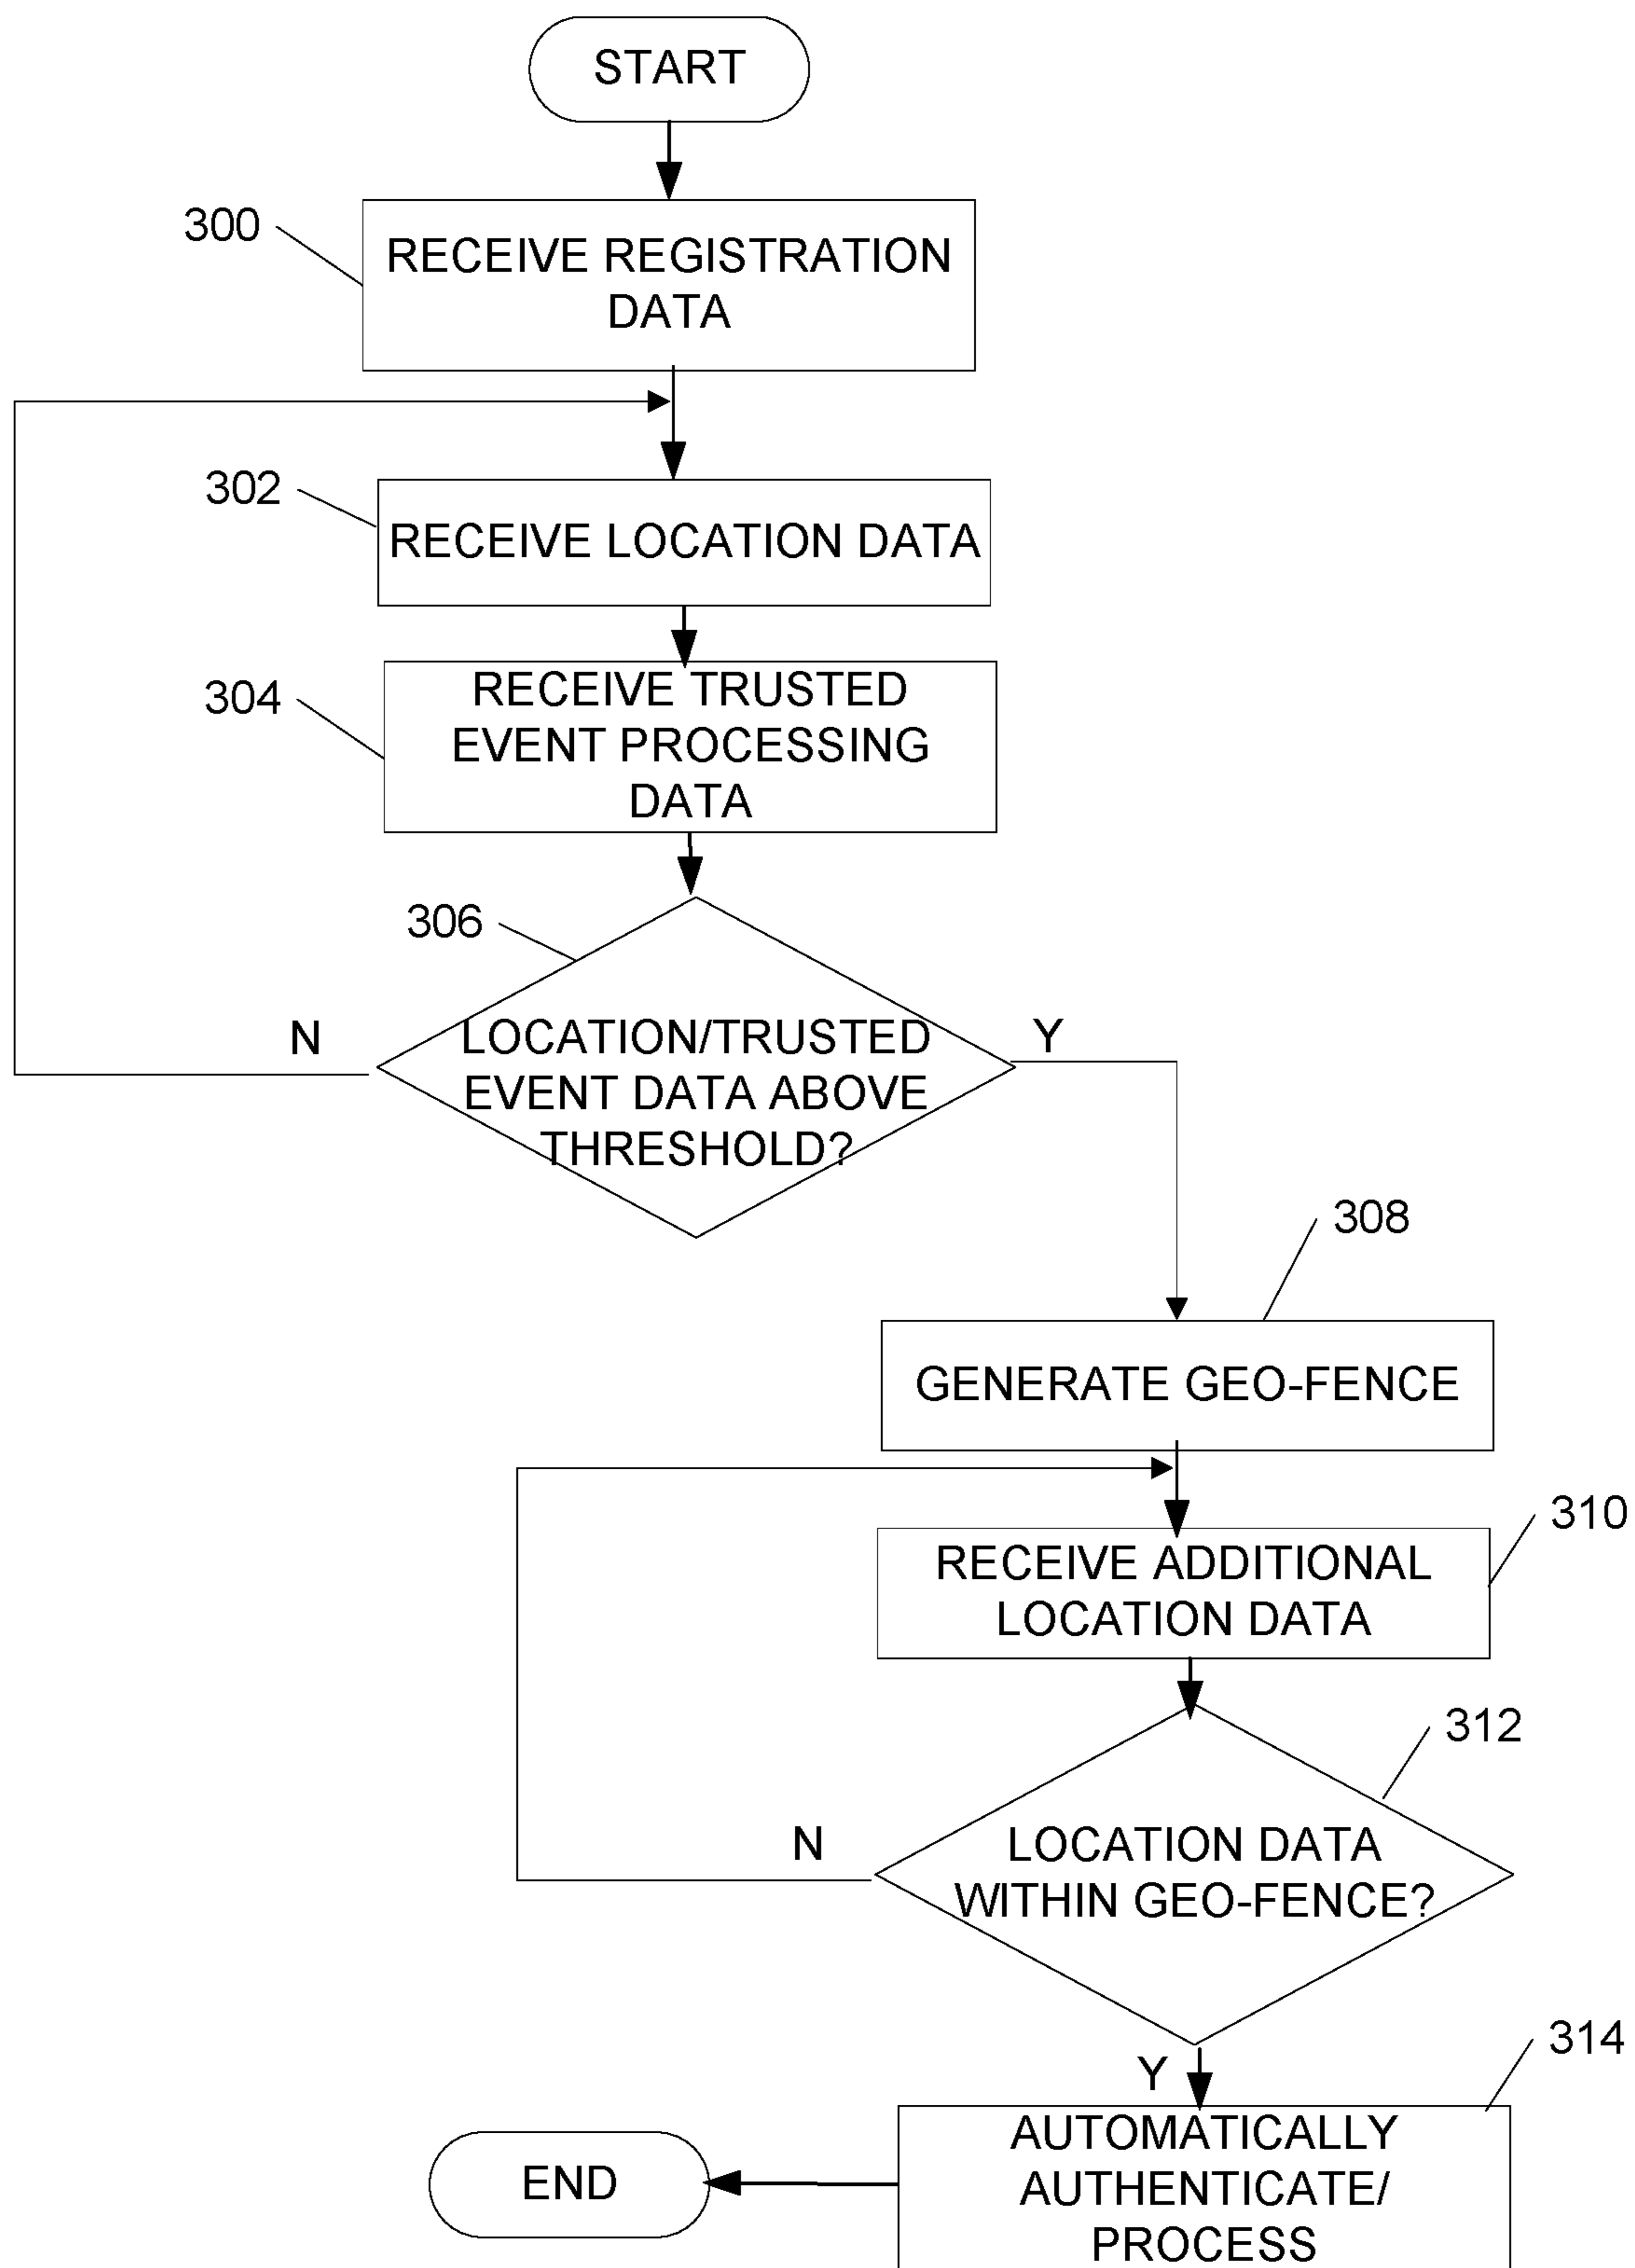 START
300
RECEIVE REGISTRATION
DATA
302
RECEIVE LOCATION DATA
304
RECEIVE TRUSTED
EVENT PROCESSING
DATA
306
N
LOCATION/TRUSTED
EVENT DATA ABOVE
THRESHOLD?
Y
308
GENERATE GEO-FENCE
310
RECEIVE ADDITIONAL
LOCATION DATA
312
N
LOCATION DATA
WITHIN GEO-FENCE?
Y
314
AUTOMATICALLY
AUTHENTICATE/
PROCESS
END